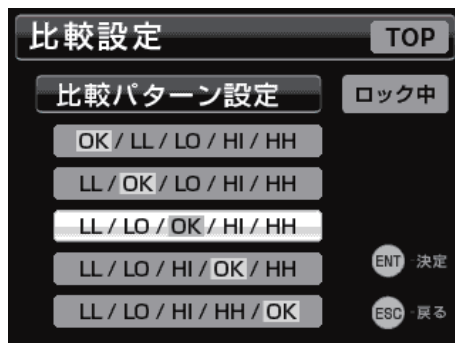 比較設定 TOP
比較パターン設定 ロック中
OK / LL / LO / HI / HH
LL / OK / LO / HI / HH
LL / LO / OK / HI / HH
LL / LO / HI / OK / HH
ENT - 決定
LL / LO / HI / HH / OK
ESC - 戻る